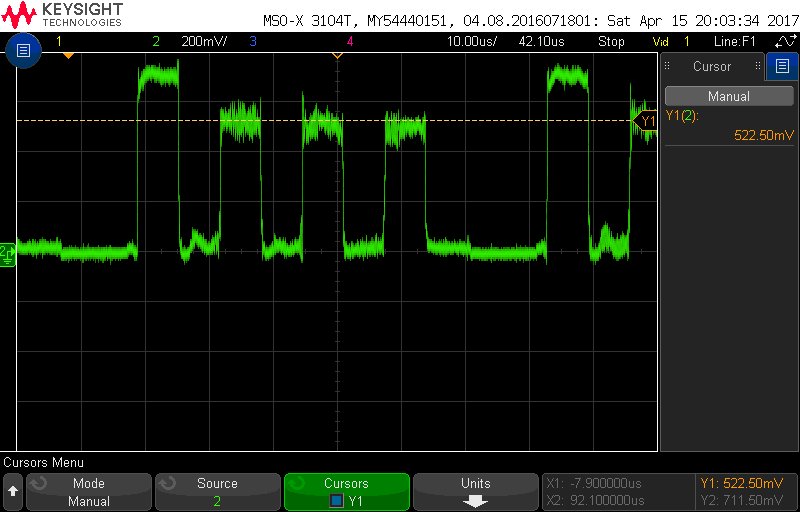 KEYSIGHT
TECHNOLOGIES
MSO-X 3104T, MY54440151, 04.08.2016071801: Sat Apr 15 20:03:34 2017
1 2 200mV/ 3 4 10.00us/ 42.10us Stop Vid 1 Line:F1
Cursor
Manual
Y1(2):
522.50mV
Y1
2
Cursors Menu
Mode
Manual
Source
2
Cursors
Y1
Units
X1: -7.900000us
X2: 92.100000us
Y1: 522.50mV
Y2: 711.50mV